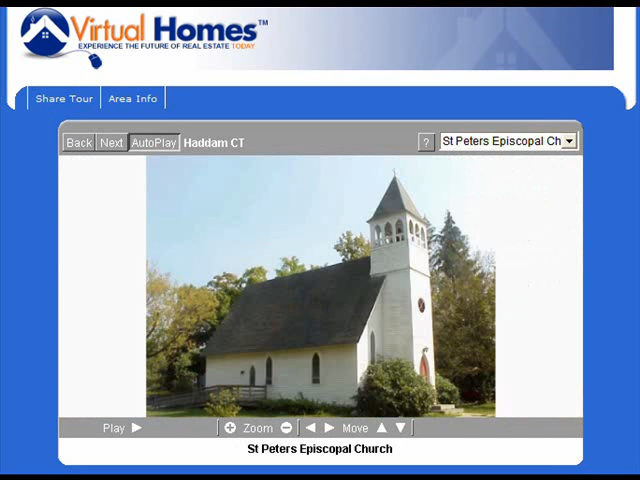 Virtual Homes™
EXPERIENCE THE FUTURE OF REAL ESTATE TODAY
Share Tour Area Info
Back Next AutoPlay Haddam CT ? St Peters Episcopal Ch
Play Zoom Move
St Peters Episcopal Church